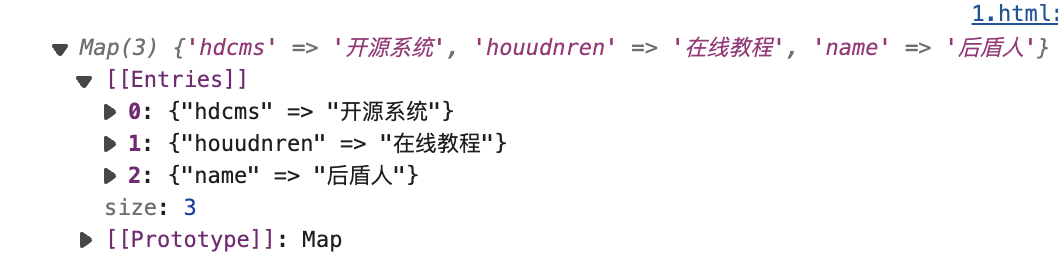 1.html:
Map(3) {'hdcms' => '开源系统', 'houudnren' => '在线教程', 'name' => '后盾人'}
[[Entries]]
0: {"hdcms" => "开源系统"}
1: {"houudnren" => "在线教程"}
2: {"name" => "后盾人"}
size: 3
[[Prototype]]: Map